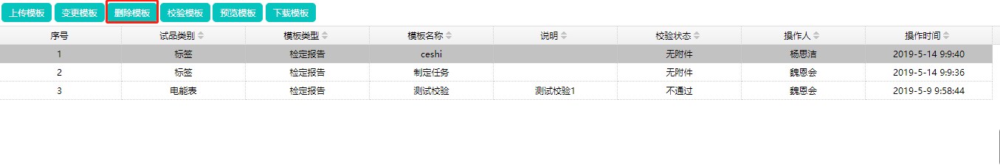 上传模板 变更模板 删除模板 校验模板 预览模板 下载模板
序号 试品类别 模板类型 模板名称 说明 校验状态 操作人 操作时间
1 标签 检定报告 ceshi 无附件 杨思洁 2019-5-14 9:9:40
2 标签 检定报告 制定任务 无附件 魏恩会 2019-5-14 9:9:36
3 电能表 检定报告 测试校验 测试校验1 不通过 魏恩会 2019-5-9 9:58:44